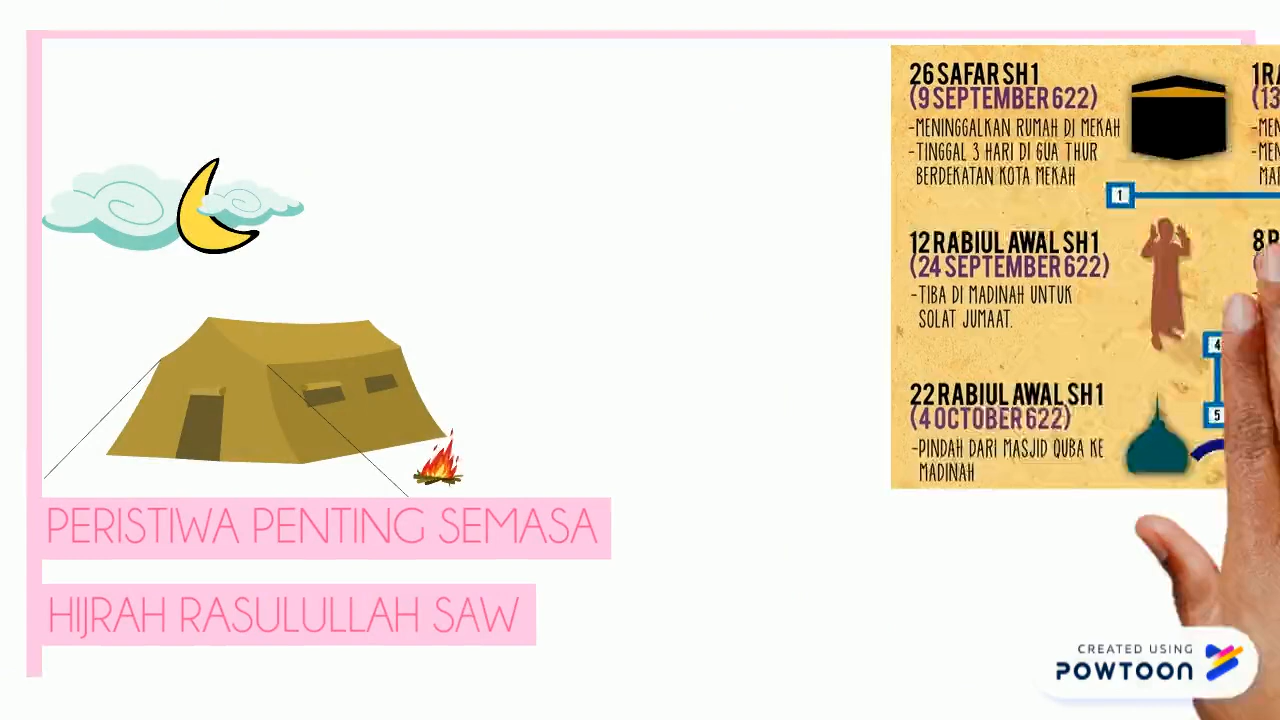 26 SAFAR SH1
(9 SEPTEMBER 622)
-MENINGGALKAN RUMAH DI MEKAH
-TINGGAL 3 HARI DI GUA THUR
BERDEKATAN KOTA MEKAH
1
12 RABIUL AWAL SH1
(24 SEPTEMBER 622)
-TIBA DI MADINAH UNTUK
SOLAT JUMAAT.
4
22 RABIUL AWAL SH1
(4 OCTOBER 622)
5
-PINDAH DARI MASJID QUBA KE
MADINAH
PERISTIWA PENTING SEMASA
HIJRAH RASULULLAH SAW
CREATED USING
POWTOON